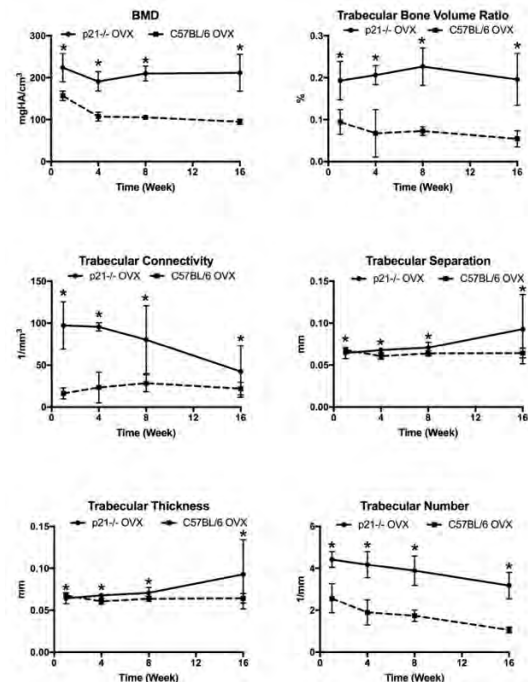 BMD
p21-/- OVX C57BL/6 OVX
mgHA/cm³
300
200
100
0
* * * *
0 4 8 12 16
Time (Week)
Trabecular Bone Volume Ratio
p21-/- OVX C57BL/6 OVX
%
0.3
0.2
0.1
0.0
* * * *
0 4 8 12 16
Time (Week)
Trabecular Connectivity
p21-/- OVX C57BL/6 OVX
1/mm³
150
100
50
0
* * * *
0 4 8 12 16
Time (Week)
Trabecular Separation
p21-/- OVX C57BL/6 OVX
mm
0.15
0.10
0.05
0.00
* * * *
0 4 8 12 16
Time (Week)
Trabecular Thickness
p21-/- OVX C57BL/6 OVX
mm
0.15
0.10
0.05
0.00
* * * *
0 4 8 12 16
Time (Week)
Trabecular Number
p21-/- OVX C57BL/6 OVX
1/mm
6
4
2
0
* * * *
0 4 8 12 16
Time (Week)